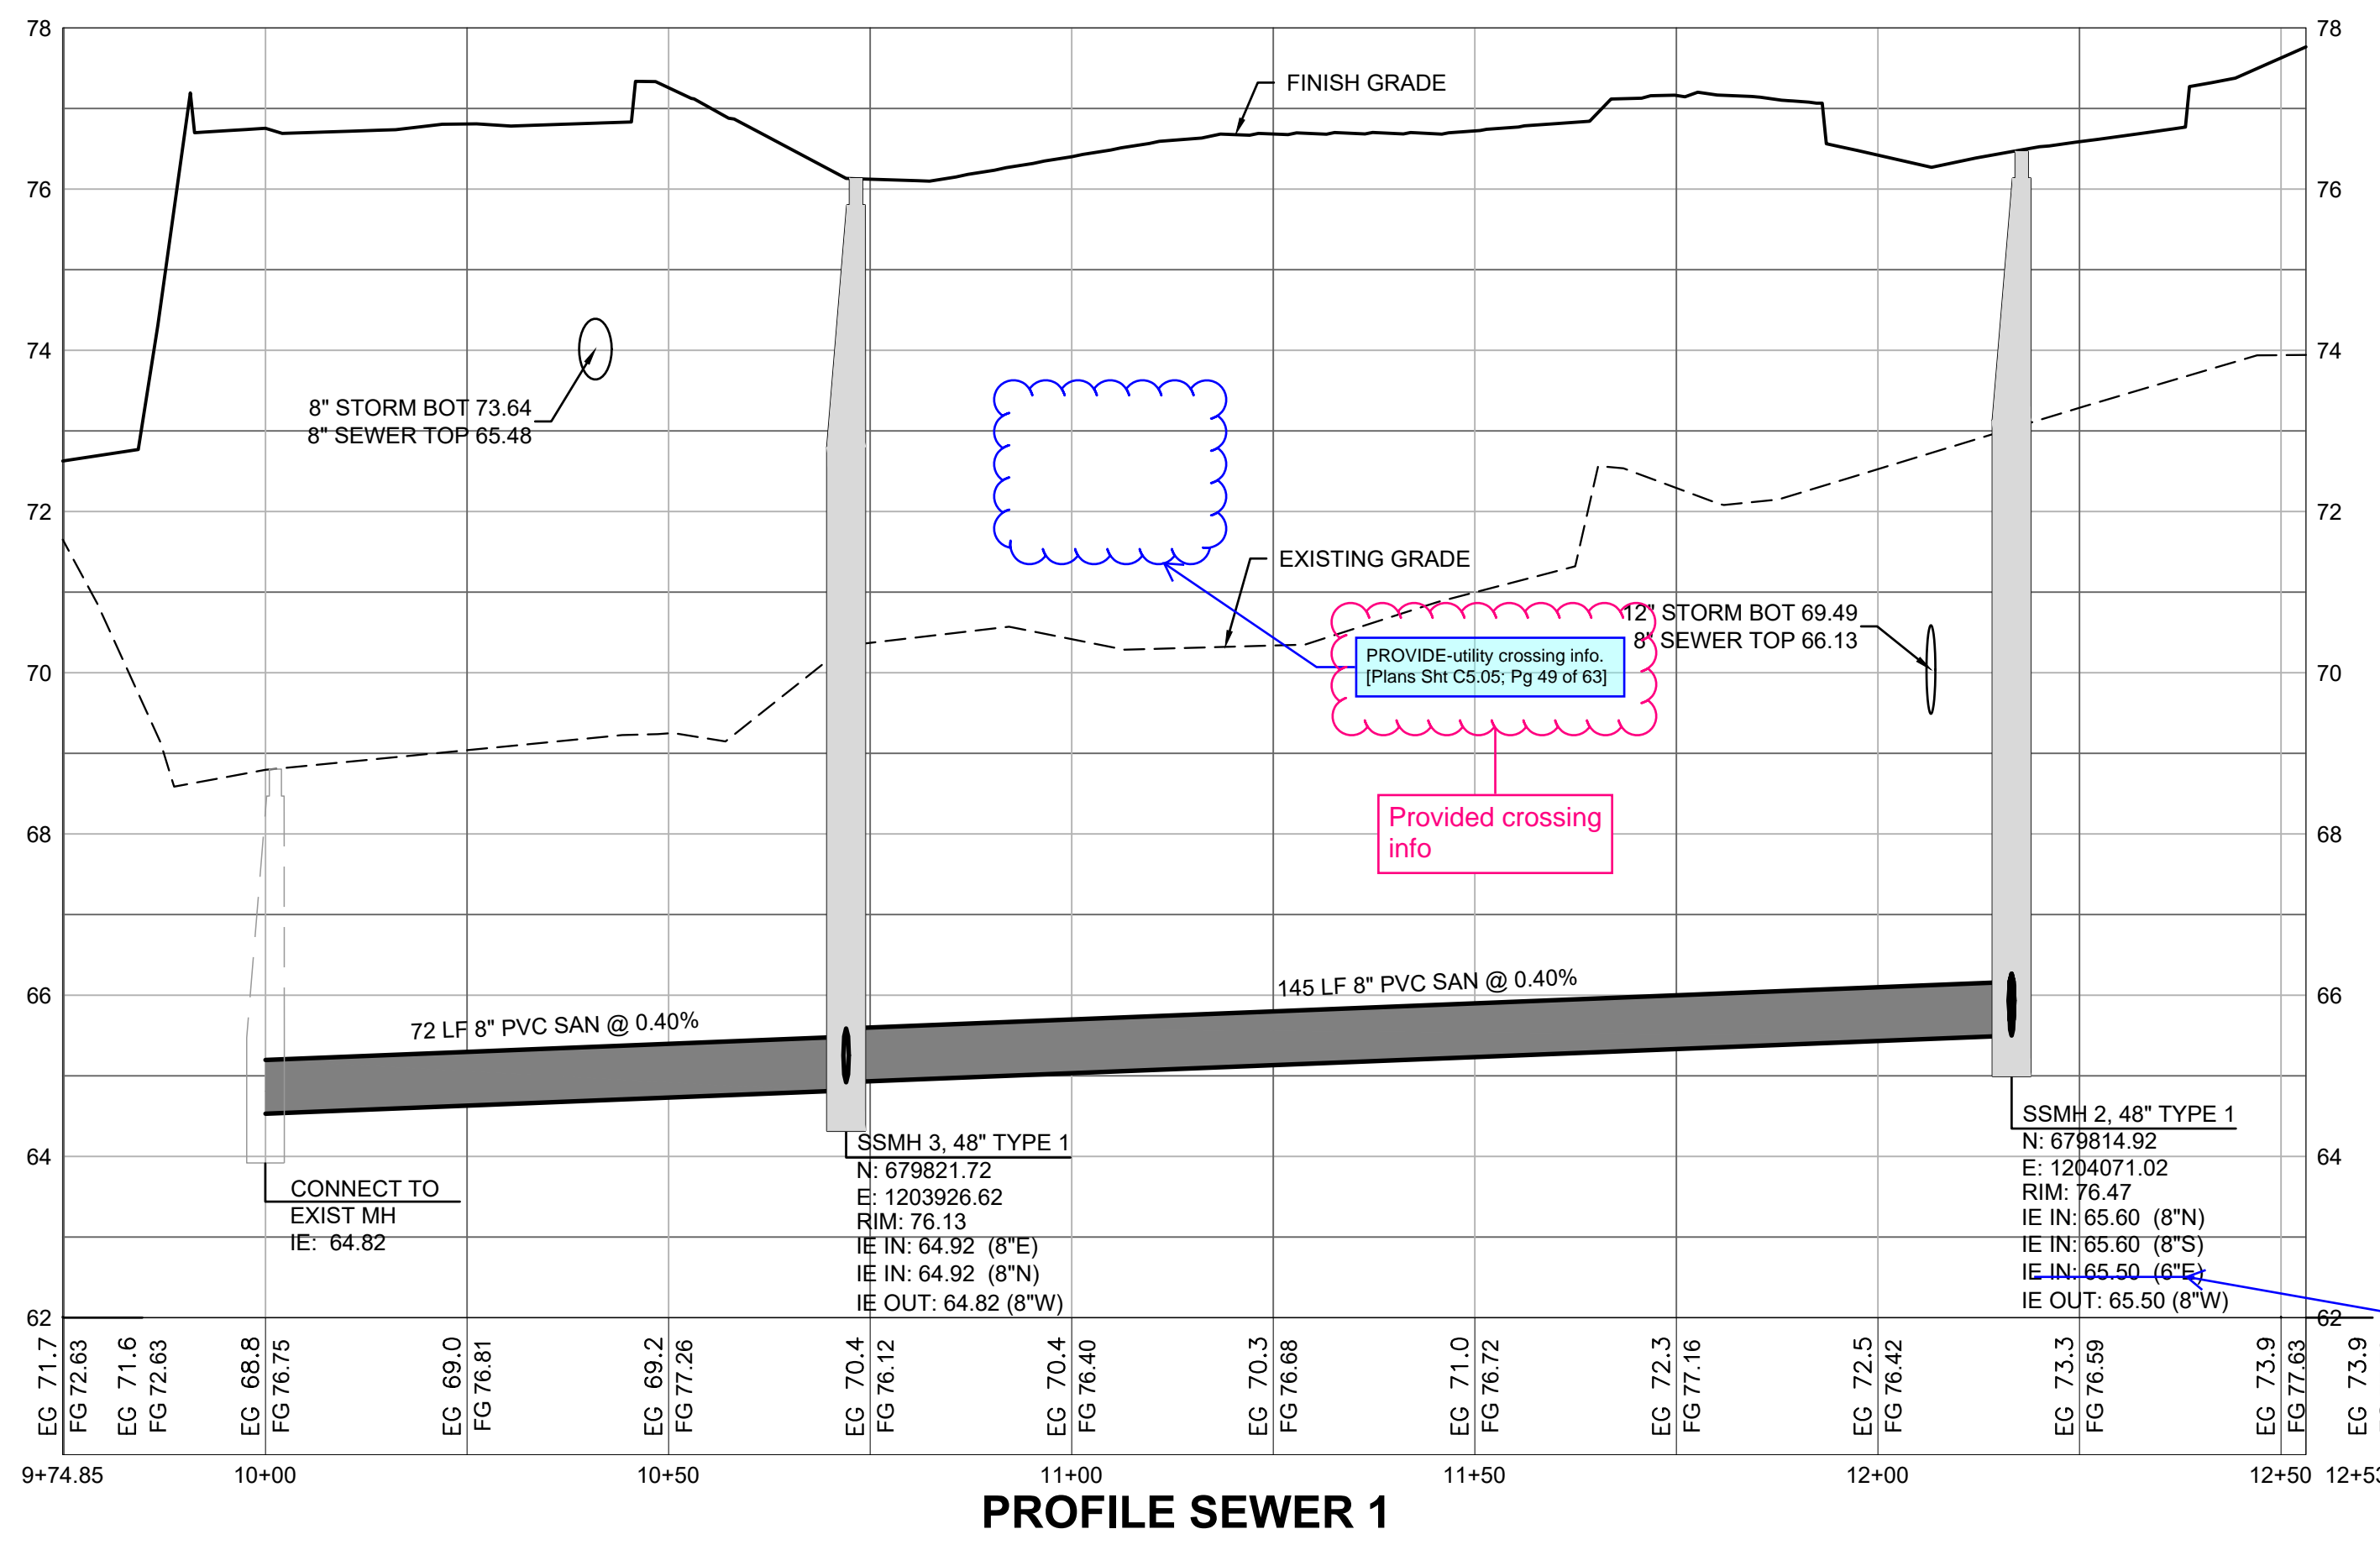 78
76
74
72
70
68
66
64
62
78
76
74
72
70
68
66
64
62
FINISH GRADE
8" STORM BOT 73.64
8" SEWER TOP 65.48
EXISTING GRADE
12" STORM BOT 69.49
8" SEWER TOP 66.13
PROVIDE-utility crossing info.
[Plans Sht C5.05; Pg 49 of 63]
Provided crossing
info
72 LF 8" PVC SAN @ 0.40%
145 LF 8" PVC SAN @ 0.40%
CONNECT TO
EXIST MH
IE: 64.82
SSMH 3, 48" TYPE 1
N: 679821.72
E: 1203926.62
RIM: 76.13
IE IN: 64.92 (8"E)
IE IN: 64.92 (8"N)
IE OUT: 64.82 (8"W)
SSMH 2, 48" TYPE 1
N: 679814.92
E: 1204071.02
RIM: 76.47
IE IN: 65.60 (8"N)
IE IN: 65.60 (8"S)
IE IN: 65.50 (6"E)
IE OUT: 65.50 (8"W)
EG 71.7
FG 72.63
EG 71.6
FG 72.63
EG 68.8
FG 76.75
EG 69.0
FG 76.81
EG 69.2
FG 77.26
EG 70.4
FG 76.12
EG 70.4
FG 76.40
EG 70.3
FG 76.68
EG 71.0
FG 76.72
EG 72.3
FG 77.16
EG 72.5
FG 76.42
EG 73.3
FG 76.59
EG 73.9
FG 77.63
EG 73.9
9+74.85
10+00
10+50
11+00
11+50
12+00
12+50
12+53
PROFILE SEWER 1